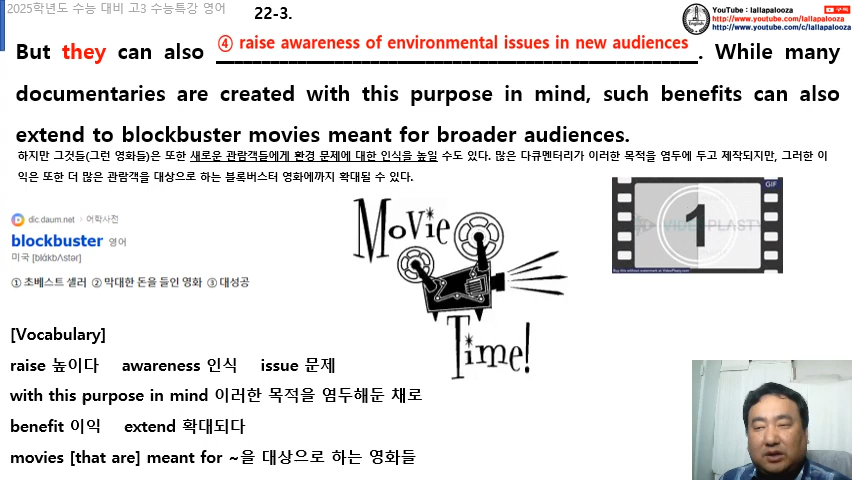 2025학년도 수능 대비 고3 수능특강 영어
22-3.
English
YouTube : lallapalooza 구독
http://www.youtube.com/lallapalooza
http://www.youtube.com/c/lallapalooza
But they can also ④ raise awareness of environmental issues in new audiences. While many
documentaries are created with this purpose in mind, such benefits can also
extend to blockbuster movies meant for broader audiences.
하지만 그것들(그런 영화들)은 또한 새로운 관람객들에게 환경 문제에 대한 인식을 높일 수도 있다. 많은 다큐멘터리가 이러한 목적을 염두에 두고 제작되지만, 그러한 이
익은 또한 더 많은 관람객을 대상으로 하는 블록버스터 영화에까지 확대될 수 있다.
dic.daum.net › 어학사전
blockbuster 영어
미국 [blάkbʌstər]
① 초베스트 셀러 ② 막대한 돈을 들인 영화 ③ 대성공
Movie
Time!
GIF
VIDEOPLASTY
1
Buy this without watermark at VideoPlasty.com
[Vocabulary]
raise 높이다 awareness 인식 issue 문제
with this purpose in mind 이러한 목적을 염두해둔 채로
benefit 이익 extend 확대되다
movies [that are] meant for ~을 대상으로 하는 영화들